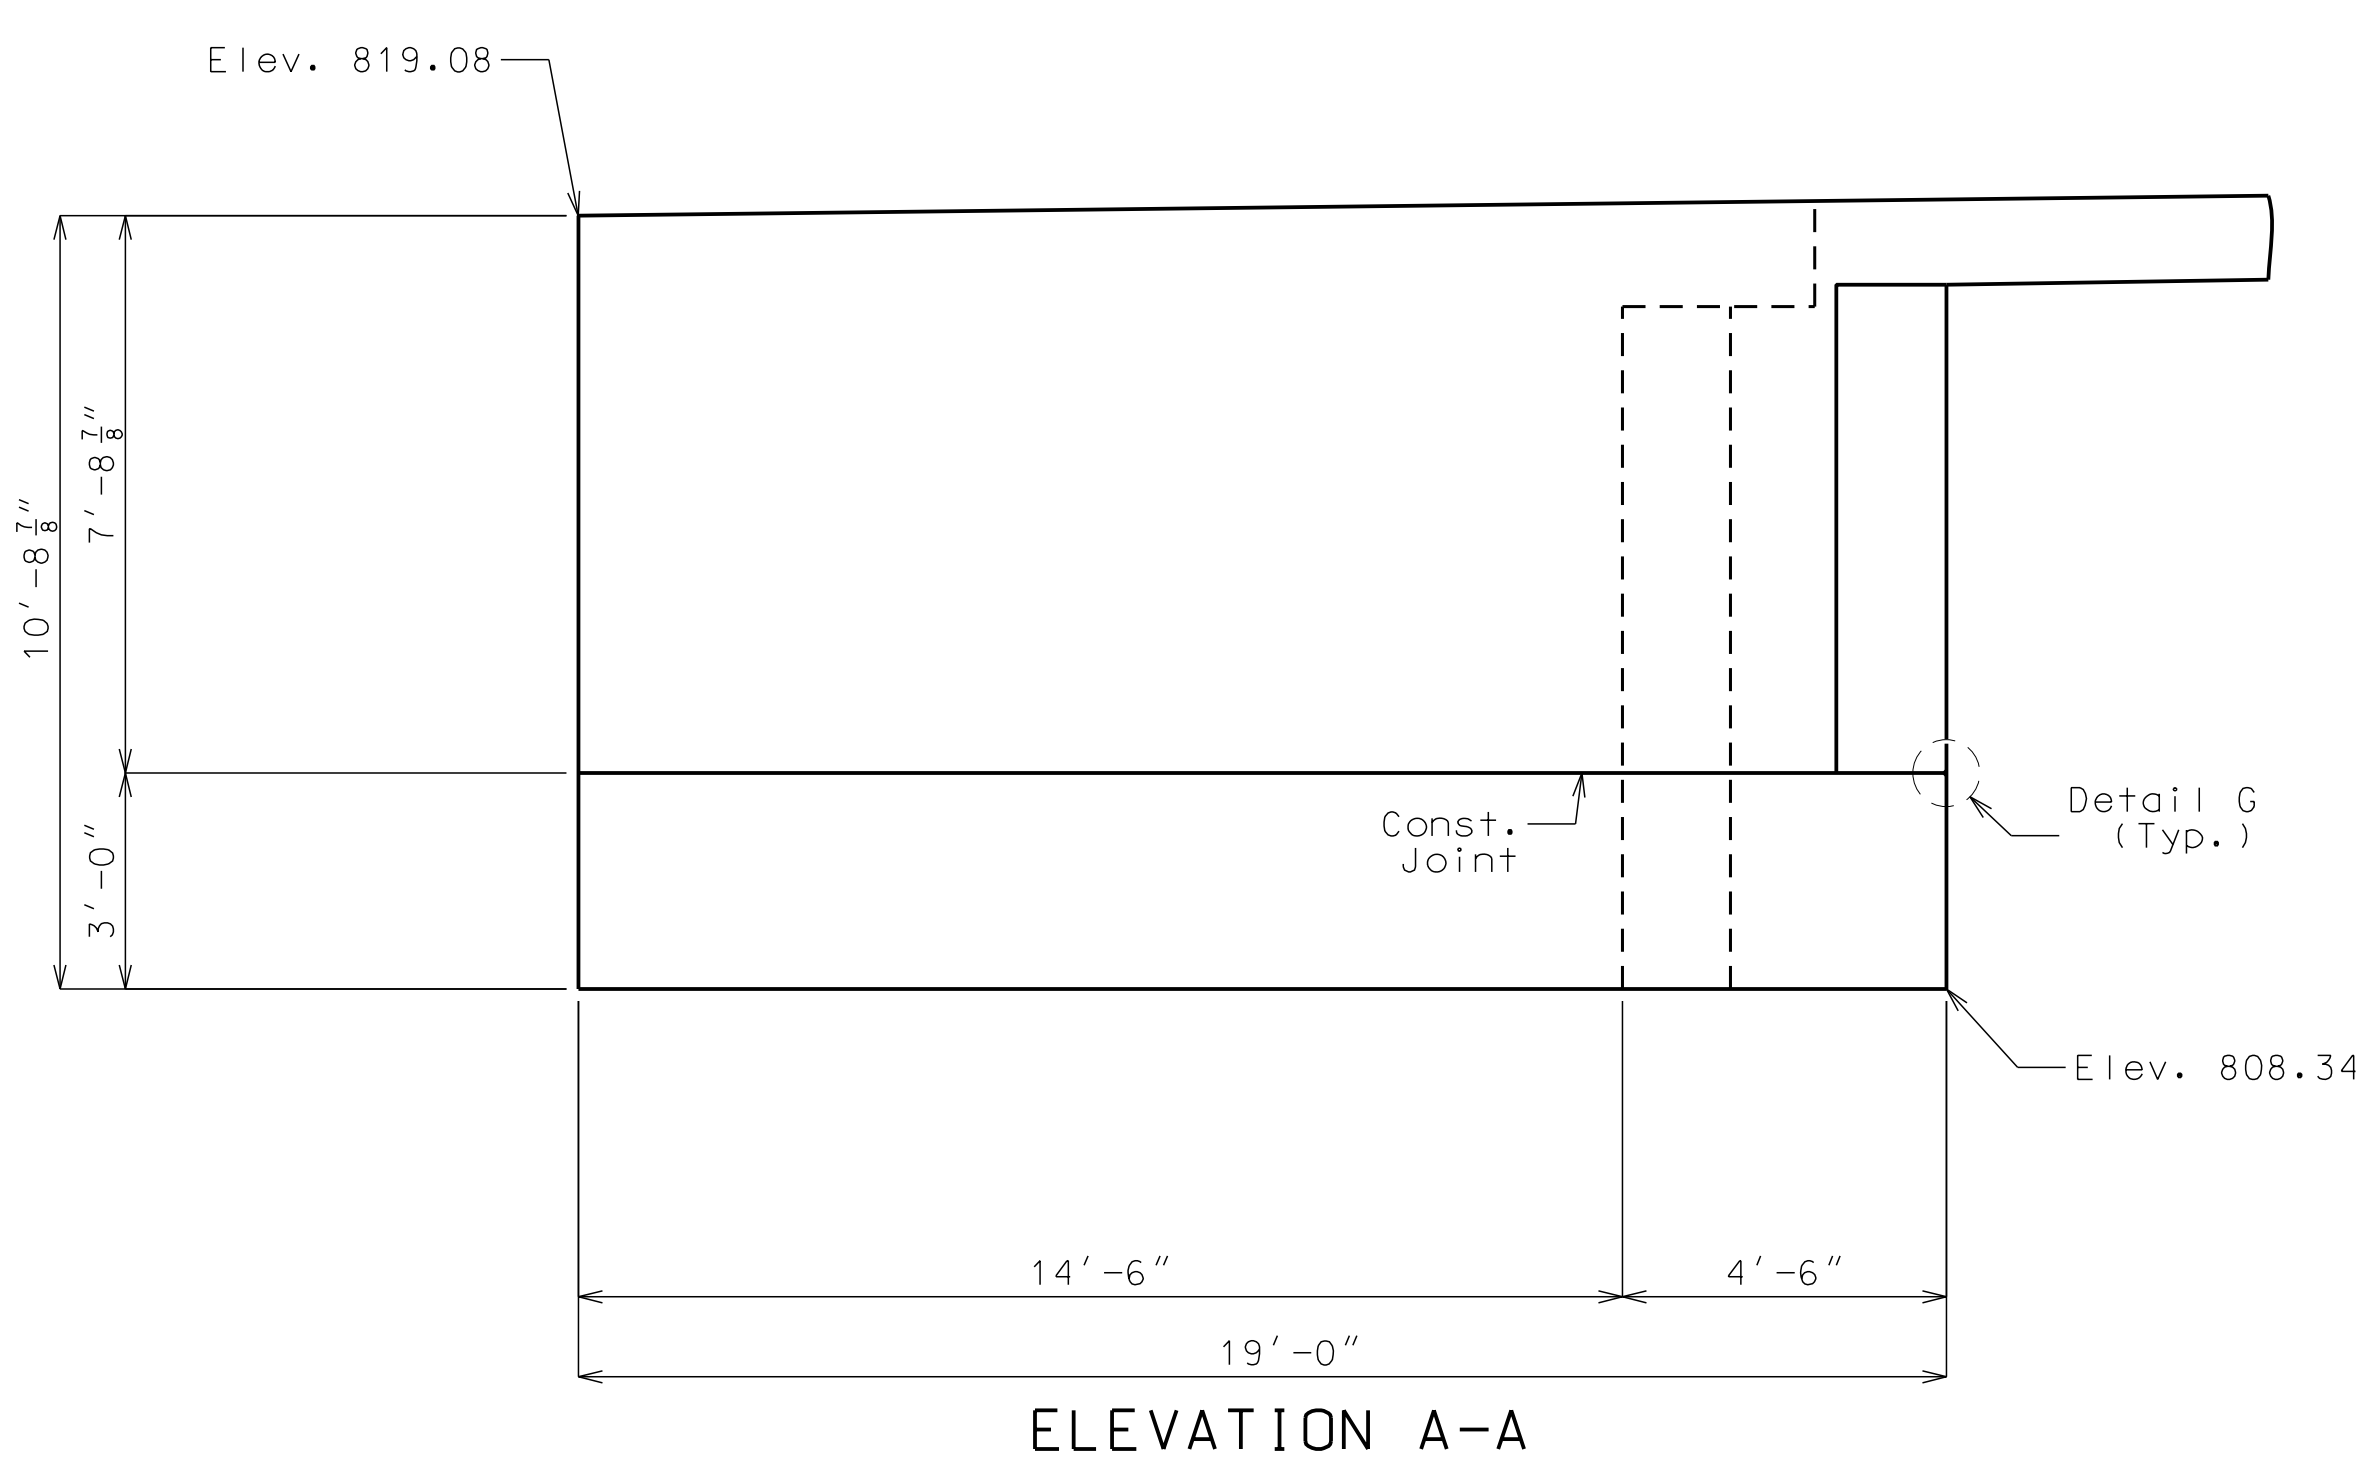 Elev. 819.08
10'-8 7/8"
7'-8 7/8"
3'-0"
Const.
Joint
Detail G
(Typ.)
Elev. 808.34
14'-6"
4'-6"
19'-0"
ELEVATION A-A